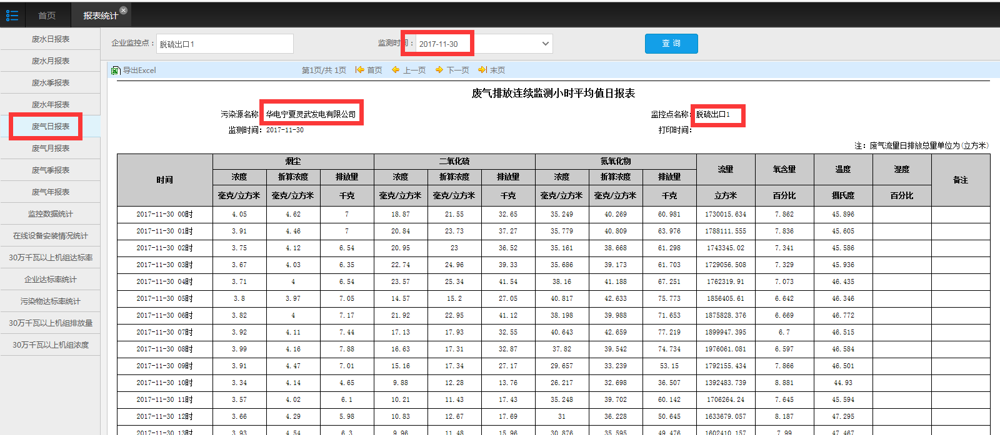 首页 报表统计
废水日报表
废水月报表
废水季报表
废水年报表
废气日报表
废气月报表
废气季报表
废气年报表
监控数据统计
在线设备安装情况统计
30万千瓦以上机组达标率
企业达标率统计
污染物达标率统计
30万千瓦以上机组排放量
30万千瓦以上机组浓度
企业监控点: 脱硫出口1 监测时间: 2017-11-30 查 询
导出Excel 第1页/共 1页 首页 上一页 下一页 末页
废气排放连续监测小时平均值日报表
污染源名称 华电宁夏灵武发电有限公司 监控点名称: 脱硫出口1
监测时间: 2017-11-30 打印时间:
注: 废气流量日排放总量单位为(立方米)
时间 烟尘 二氧化硫 氮氧化物 流量 氧含量 温度 湿度 备注
浓度 折算浓度 排放量 浓度 折算浓度 排放量 浓度 折算浓度 排放量
毫克/立方米 毫克/立方米 千克 毫克/立方米 毫克/立方米 千克 毫克/立方米 毫克/立方米 千克 立方米 百分比 摄氏度 百分比
2017-11-30 00时 4.05 4.62 7 18.87 21.55 32.65 35.249 40.269 60.981 1730015.634 7.862 45.896
2017-11-30 01时 3.91 4.46 7 20.84 23.73 37.27 35.779 40.809 63.976 1788111.555 7.836 45.605
2017-11-30 02时 3.75 4.12 6.54 20.95 23 36.52 35.161 38.668 61.298 1743345.02 7.341 45.586
2017-11-30 03时 3.67 4.03 6.35 22.74 24.96 39.33 35.686 39.173 61.703 1729056.508 7.329 45.936
2017-11-30 04时 3.71 4 6.54 23.57 25.34 41.54 38.16 41.188 67.251 1762319.91 7.073 46.435
2017-11-30 05时 3.8 3.97 7.05 14.57 15.2 27.05 40.817 42.633 75.773 1856405.61 6.642 46.346
2017-11-30 06时 3.82 4 7.17 21.92 22.95 41.12 38.198 39.988 71.653 1875828.376 6.669 46.772
2017-11-30 07时 3.92 4.11 7.44 17.13 17.93 32.55 40.643 42.659 77.219 1899947.395 6.7 46.515
2017-11-30 08时 3.99 4.16 7.88 16.63 17.31 32.87 37.82 39.542 74.734 1976061.081 6.597 46.584
2017-11-30 09时 3.91 4.47 7.01 15.16 17.34 27.17 29.657 33.239 53.15 1792155.434 7.866 46.501
2017-11-30 10时 3.34 4.14 4.65 9.88 12.28 13.76 26.217 32.698 36.507 1392483.739 8.881 44.93
2017-11-30 11时 3.57 4.02 6.1 10.21 11.43 17.43 35.248 39.702 60.142 1706264.24 7.645 45.594
2017-11-30 12时 3.66 4.29 5.98 10.83 12.67 17.69 31 36.228 50.645 1633679.057 8.187 47.295
2017-11-30 13时 3.93 4.54 6.3 9.96 11.48 15.96 30.876 35.595 49.476 1602410.157 7.99 47.467